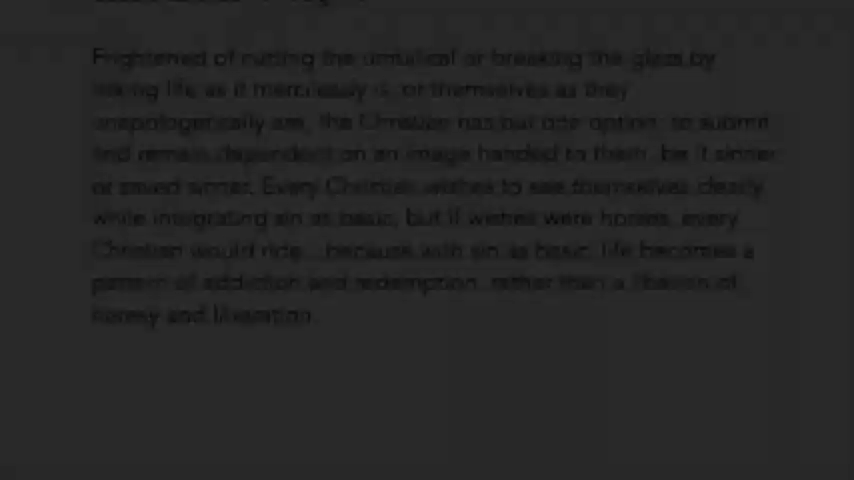 Frightened of cutting the umbilical or breaking the glass by
taking life as it mercilessly is, or themselves as they
unapologetically are, the Christian has but one option: to submit
and remain dependent on an image handed to them, be it sinner
or saved sinner. Every Christian wishes to see themselves clearly
while integrating sin as basic, but if wishes were horses, every
Christian would ride... because with sin as basic, life becomes a
pattern of addiction and redemption, rather than a of
and liberation.